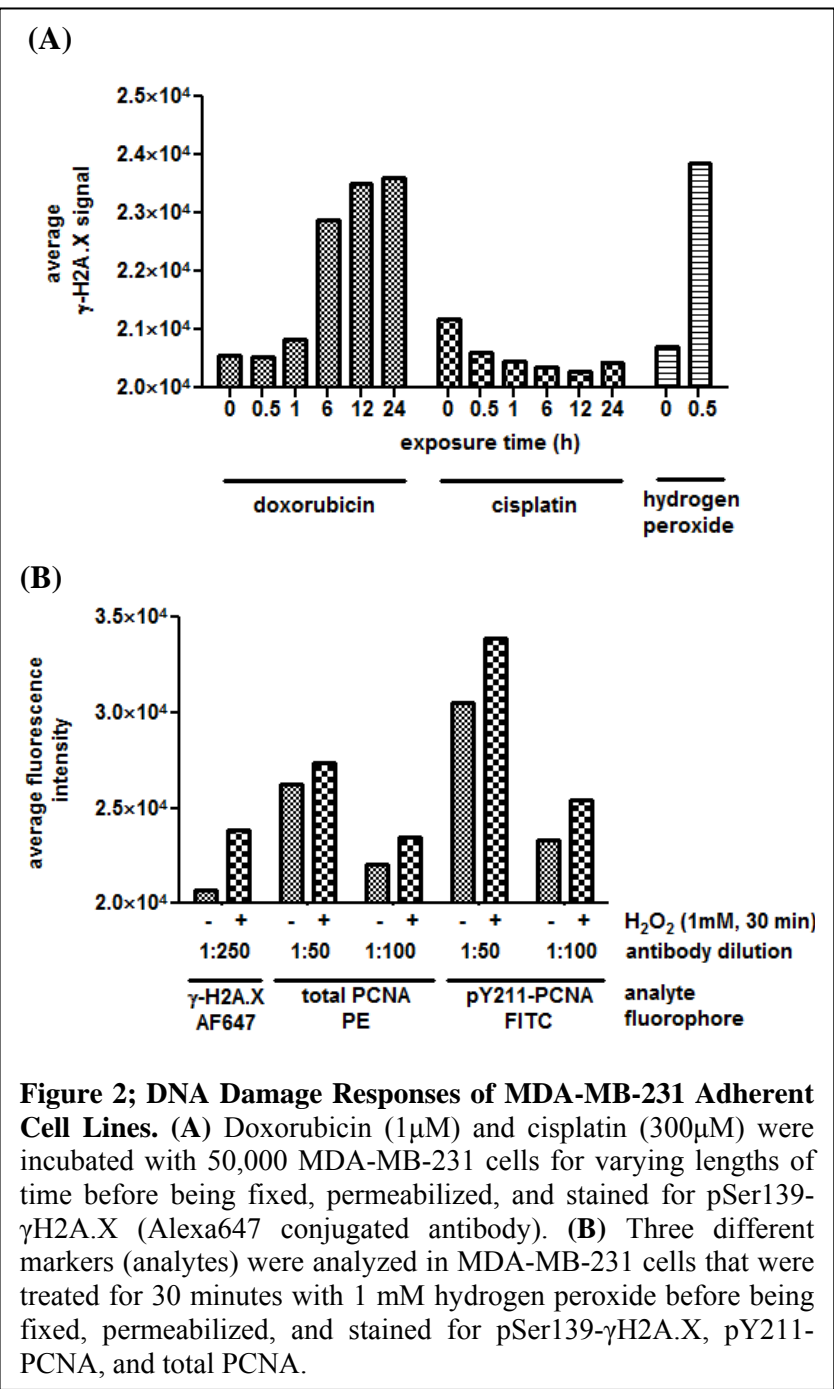 (A)
2.5×10⁴
2.4×10⁴
2.3×10⁴
2.2×10⁴
2.1×10⁴
2.0×10⁴
average
γ-H2A.X signal
0 0.5 1 6 12 24 0 0.5 1 6 12 24 0 0.5
exposure time (h)
doxorubicin cisplatin hydrogen
peroxide
(B)
3.5×10⁴
3.0×10⁴
2.5×10⁴
2.0×10⁴
average fluorescence
intensity
- + - + - + - + - + H₂O₂ (1mM, 30 min)
1:250 1:50 1:100 1:50 1:100 antibody dilution
γ-H2A.X total PCNA pY211-PCNA analyte
AF647 PE FITC fluorophore
Figure 2; DNA Damage Responses of MDA-MB-231 Adherent
Cell Lines. (A) Doxorubicin (1μM) and cisplatin (300μM) were
incubated with 50,000 MDA-MB-231 cells for varying lengths of
time before being fixed, permeabilized, and stained for pSer139-
γH2A.X (Alexa647 conjugated antibody). (B) Three different
markers (analytes) were analyzed in MDA-MB-231 cells that were
treated for 30 minutes with 1 mM hydrogen peroxide before being
fixed, permeabilized, and stained for pSer139-γH2A.X, pY211-
PCNA, and total PCNA.